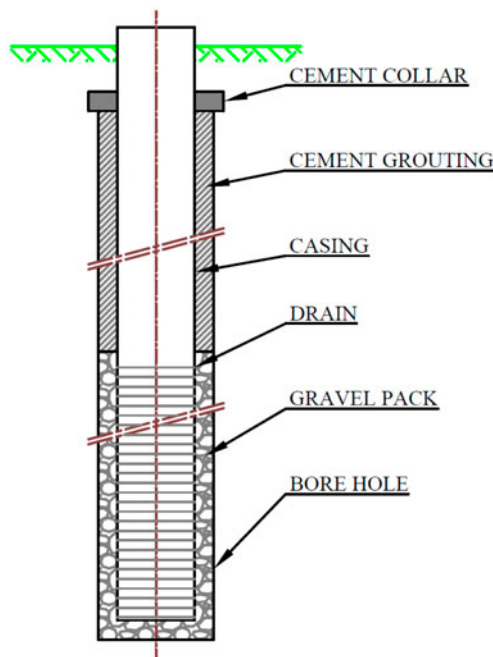 CEMENT COLLAR
CEMENT GROUTING
CASING
DRAIN
GRAVEL PACK
BORE HOLE